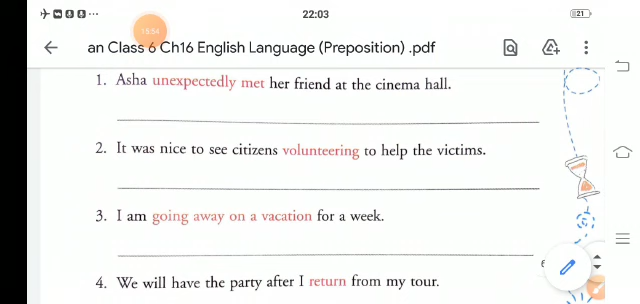 22:03
21
19:54
an Class 6 Ch16 English Language (Preposition) .pdf
1. Asha unexpectedly met her friend at the cinema hall.
2. It was nice to see citizens volunteering to help the victims.
3. I am going away on a vacation for a week.
4. We will have the party after I return from my tour.